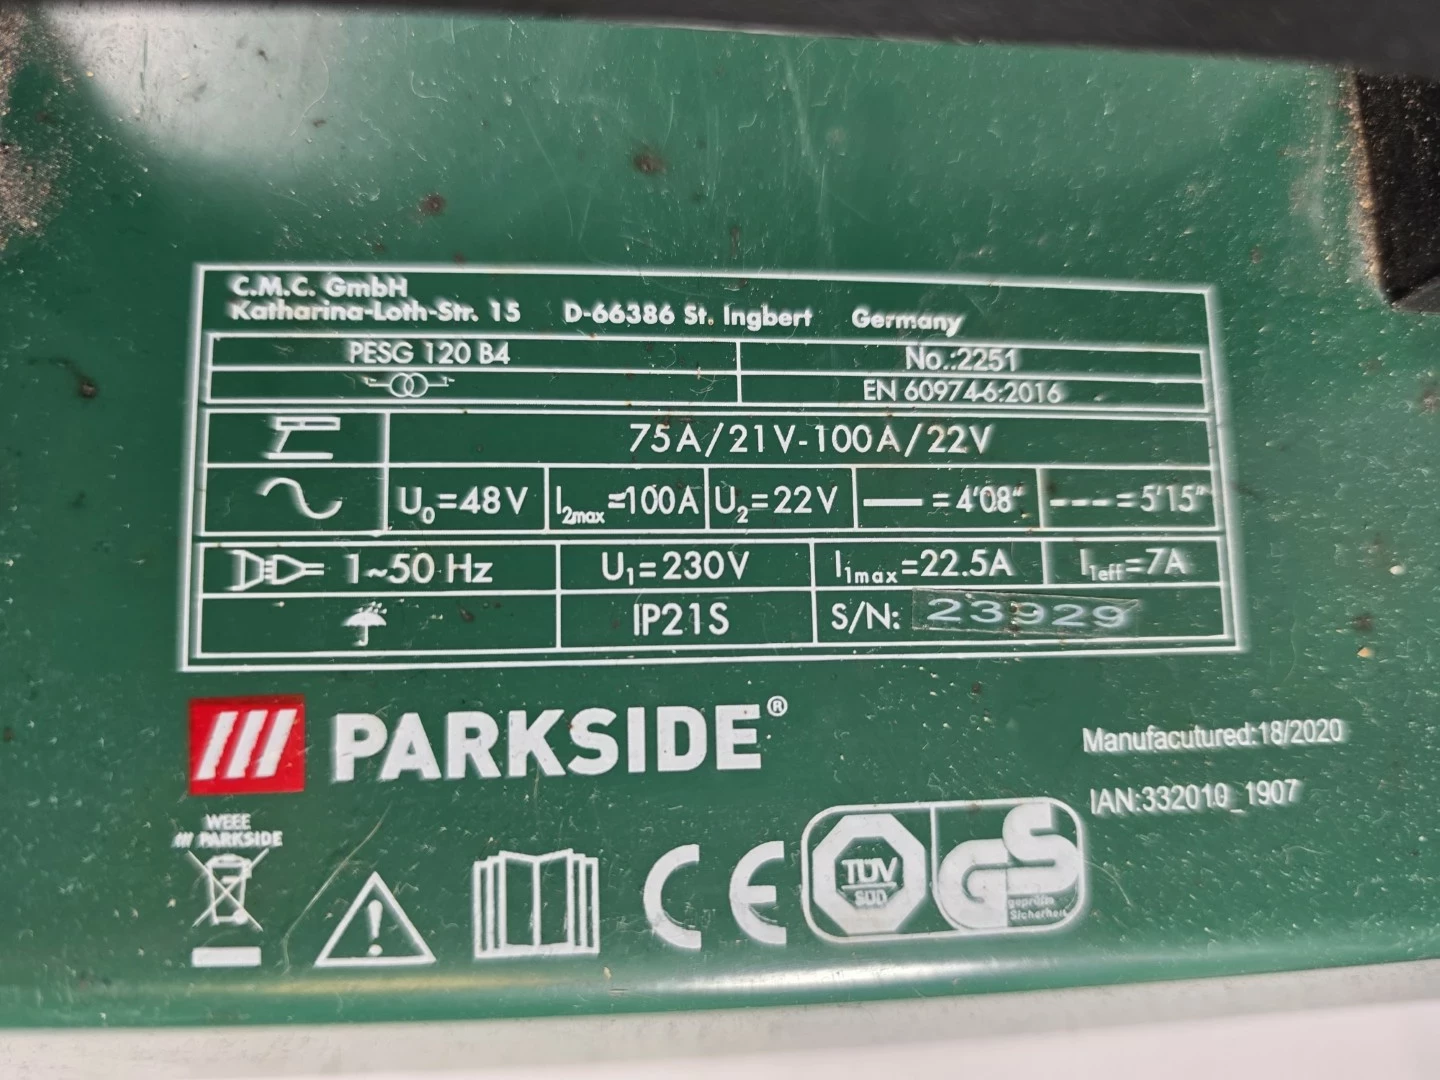 C.M.C. GmbH
Katharina-Loth-Str. 15 D-66386 St. Ingbert Germany
PESG 120 B4 No.:2251
EN 60974-6:2016
75A/21V-100A/22V
U0=48V I2max=100A U2=22V = 4'08" = 5'15"
1~50 Hz U1=230V I1max=22.5A I1eff=7A
IP21S S/N: 23929
PARKSIDE®
Manufacutured:18/2020
IAN:332010_1907
WEEE
PARKSIDE
CE
TÜV
SÜD
GS
geprüfte
Sicherheit